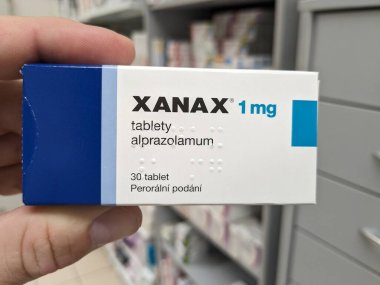 XANAX® 1 mg
tablety
alprazolamum
30 tablet
Perorální podání